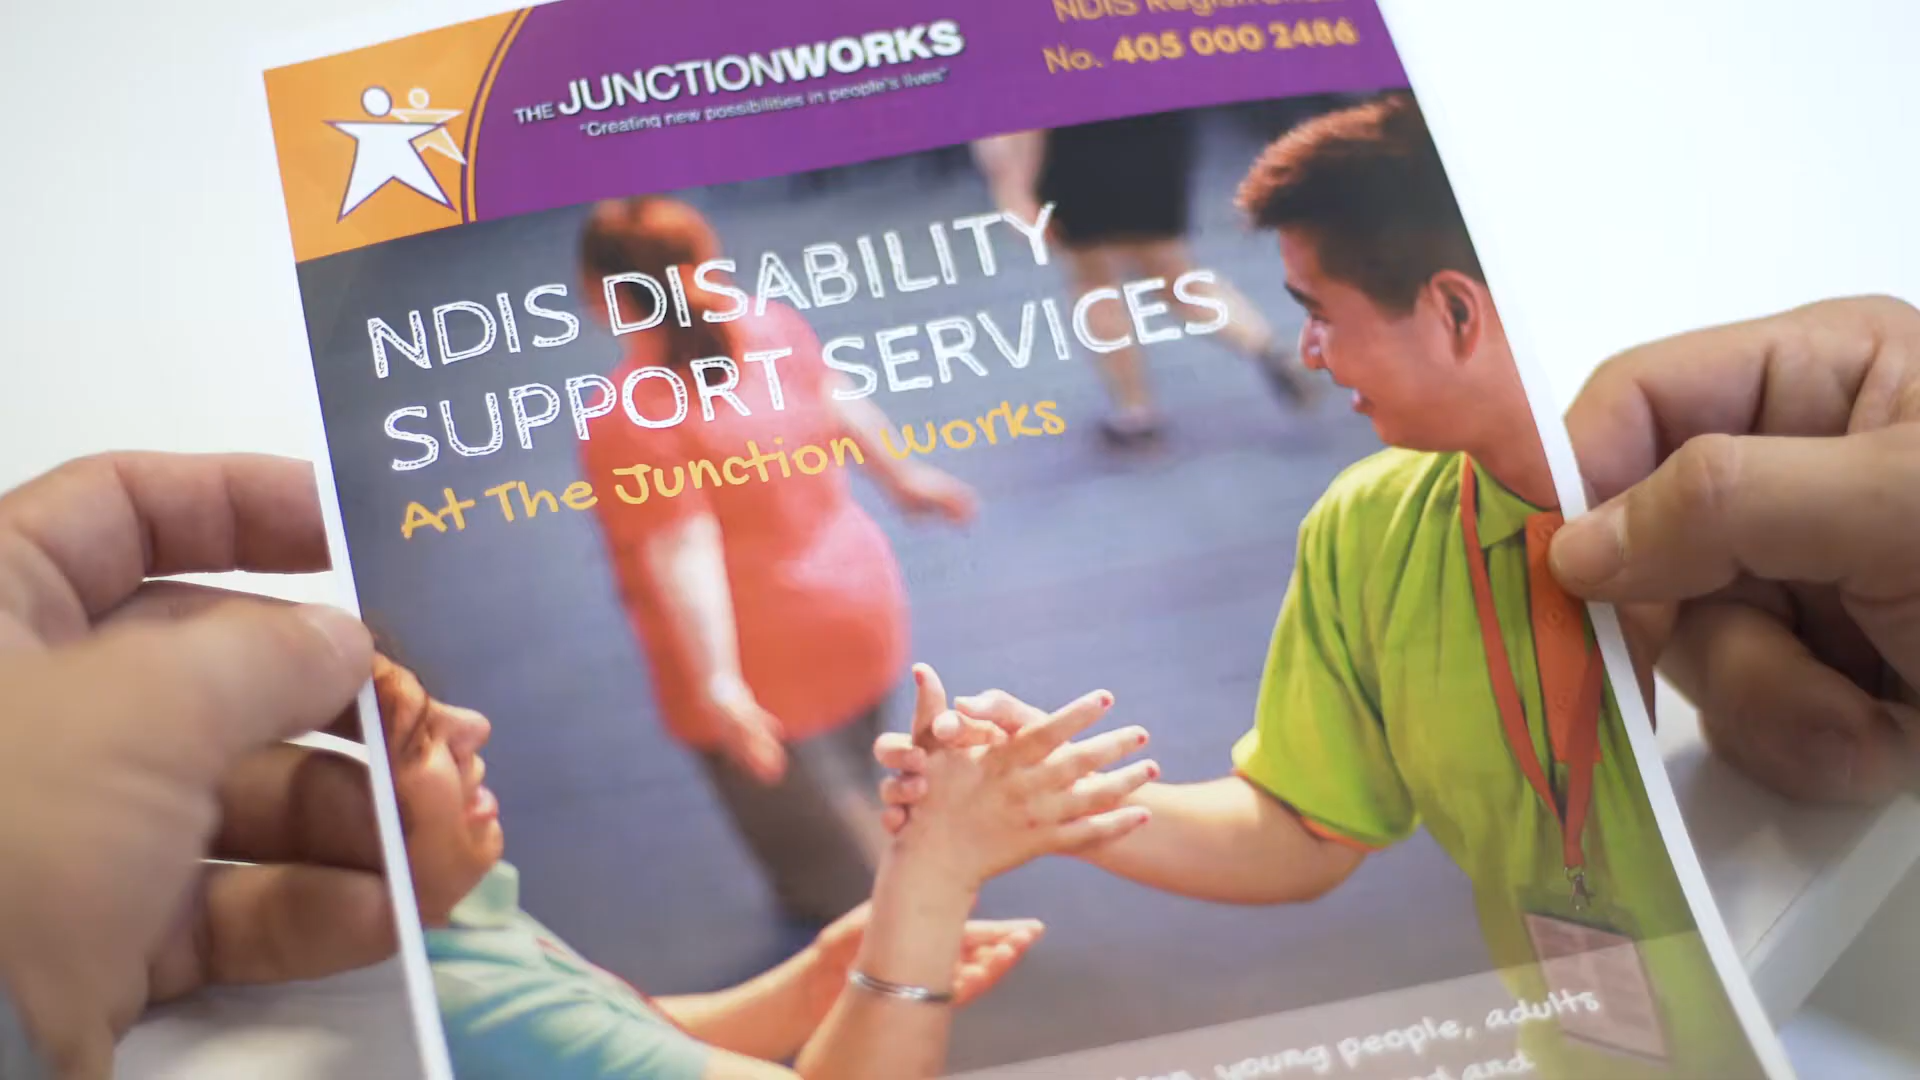 THE JUNCTIONWORKS
"Creating new possibilities in people's lives"
NDIS
No. 405 000 2486
NDIS DISABILITY
SUPPORT SERVICES
At The Junction Works
young people, adults
and